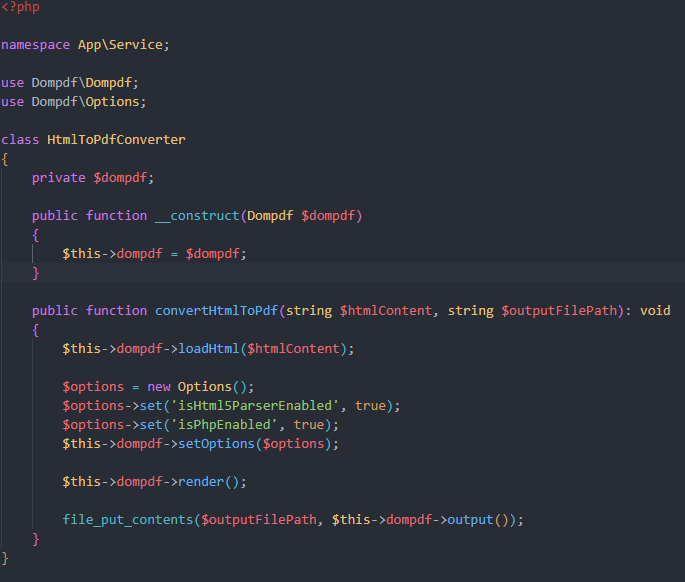 <?php
namespace App\Service;
use Dompdf\Dompdf;
use Dompdf\Options;
class HtmlToPdfConverter
{
    private $dompdf;
    public function __construct(Dompdf $dompdf)
    {
        $this->dompdf = $dompdf;
    }
    public function convertHtmlToPdf(string $htmlContent, string $outputFilePath): void
    {
        $this->dompdf->loadHtml($htmlContent);
        $options = new Options();
        $options->set('isHtml5ParserEnabled', true);
        $options->set('isPhpEnabled', true);
        $this->dompdf->setOptions($options);
        $this->dompdf->render();
        file_put_contents($outputFilePath, $this->dompdf->output());
    }
}